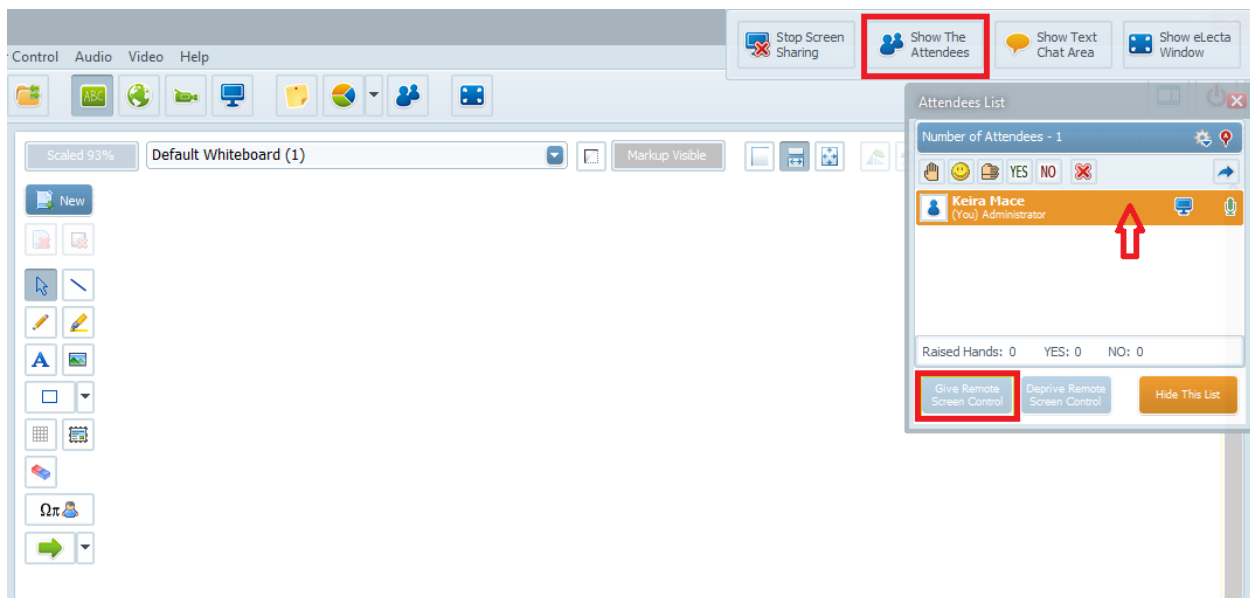 Stop Screen
Sharing
Show The
Attendees
Show Text
Chat Area
Show eLecta
Window
Control Audio Video Help
ABC
Attendees List
Number of Attendees - 1
YES NO
Keira Mace
(You) Administrator
Raised Hands: 0 YES: 0 NO: 0
Give Remote
Screen Control
Deprive Remote
Screen Control
Hide This List
Scaled 93%
Default Whiteboard (1)
Markup Visible
New
A
Ωπ